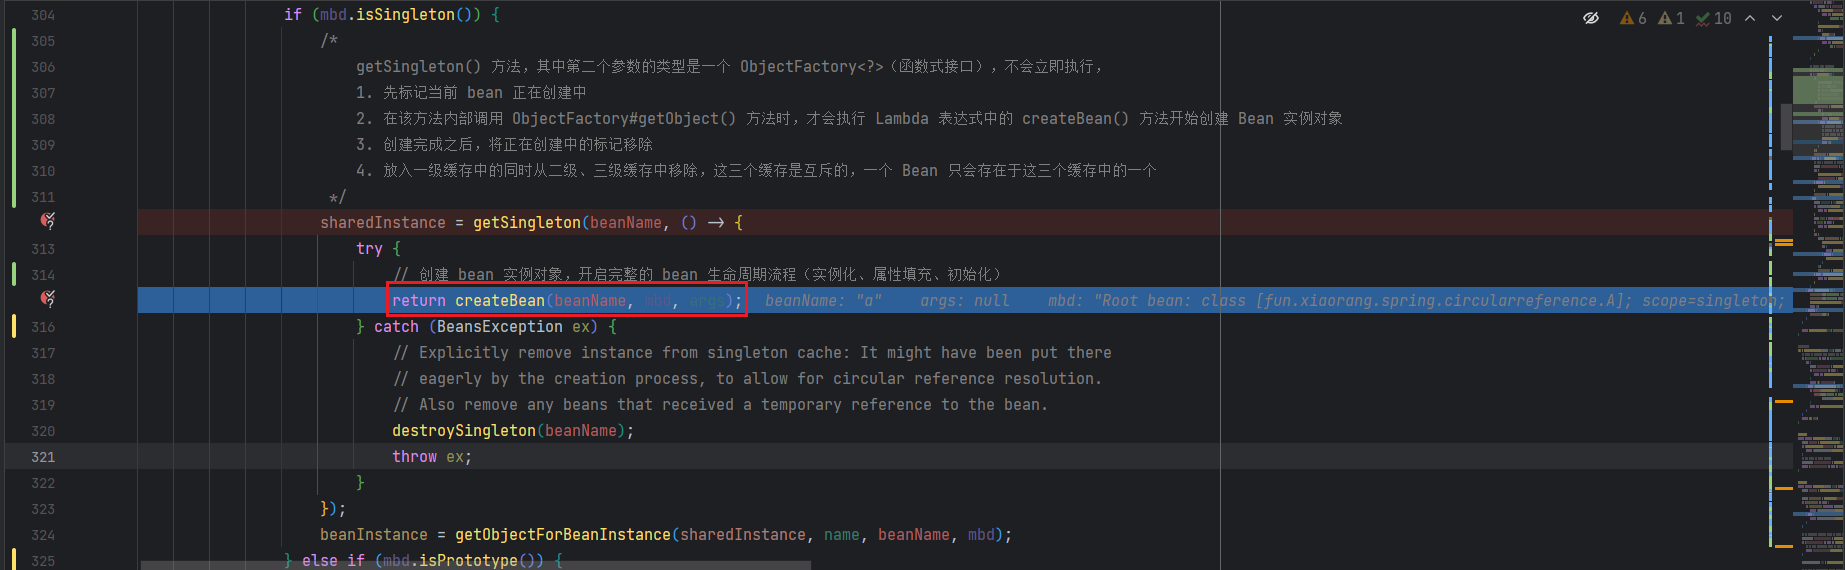 304 if (mbd.isSingleton()) {
6 1 10
305 /*
306 getSingleton() 方法，其中第二个参数的类型是一个 ObjectFactory<?>（函数式接口），不会立即执行，
307 1. 先标记当前 bean 正在创建中
308 2. 在该方法内部调用 ObjectFactory#getObject() 方法时，才会执行 Lambda 表达式中的 createBean() 方法开始创建 Bean 实例对象
309 3. 创建完成之后，将正在创建中的标记移除
310 4. 放入一级缓存中的同时从二级、三级缓存中移除，这三个缓存是互斥的，一个 Bean 只会存在于这三个缓存中的一个
311 */
sharedInstance = getSingleton(beanName, () -> {
313 try {
314 // 创建 bean 实例对象，开启完整的 bean 生命周期流程（实例化、属性填充、初始化）
return createBean(beanName, mbd, args); beanName: "a" args: null mbd: "Root bean: class [fun.xiaorang.spring.circularreference.A]; scope=singleton;
316 } catch (BeansException ex) {
317 // Explicitly remove instance from singleton cache: It might have been put there
318 // eagerly by the creation process, to allow for circular reference resolution.
319 // Also remove any beans that received a temporary reference to the bean.
320 destroySingleton(beanName);
321 throw ex;
322 }
323 });
324 beanInstance = getObjectForBeanInstance(sharedInstance, name, beanName, mbd);
325 } else if (mbd.isPrototype()) {